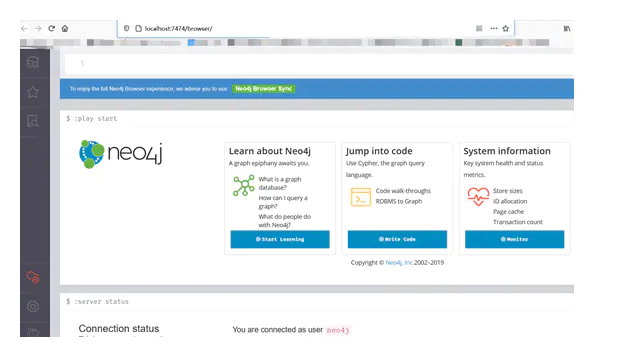 localhost:7474/browser/
1
To enjoy the full Neo4j Browser experience, we advise you to use Neo4j Browser Sync
$ :play start
neo4j
Learn about Neo4j
A graph epiphany awaits you.
What is a graph
database?
How can I query a
graph?
What do people do
with Neo4j?
Start Learning
Jump into code
Use Cypher, the graph query
language.
Code walk-throughs
RDBMS to Graph
Write Code
System information
Key system health and status
metrics.
Store sizes
ID allocation
Page cache
Transaction count
Monitor
Copyright © Neo4j, Inc 2002–2019
$ :server status
Connection status
You are connected as user neo4j